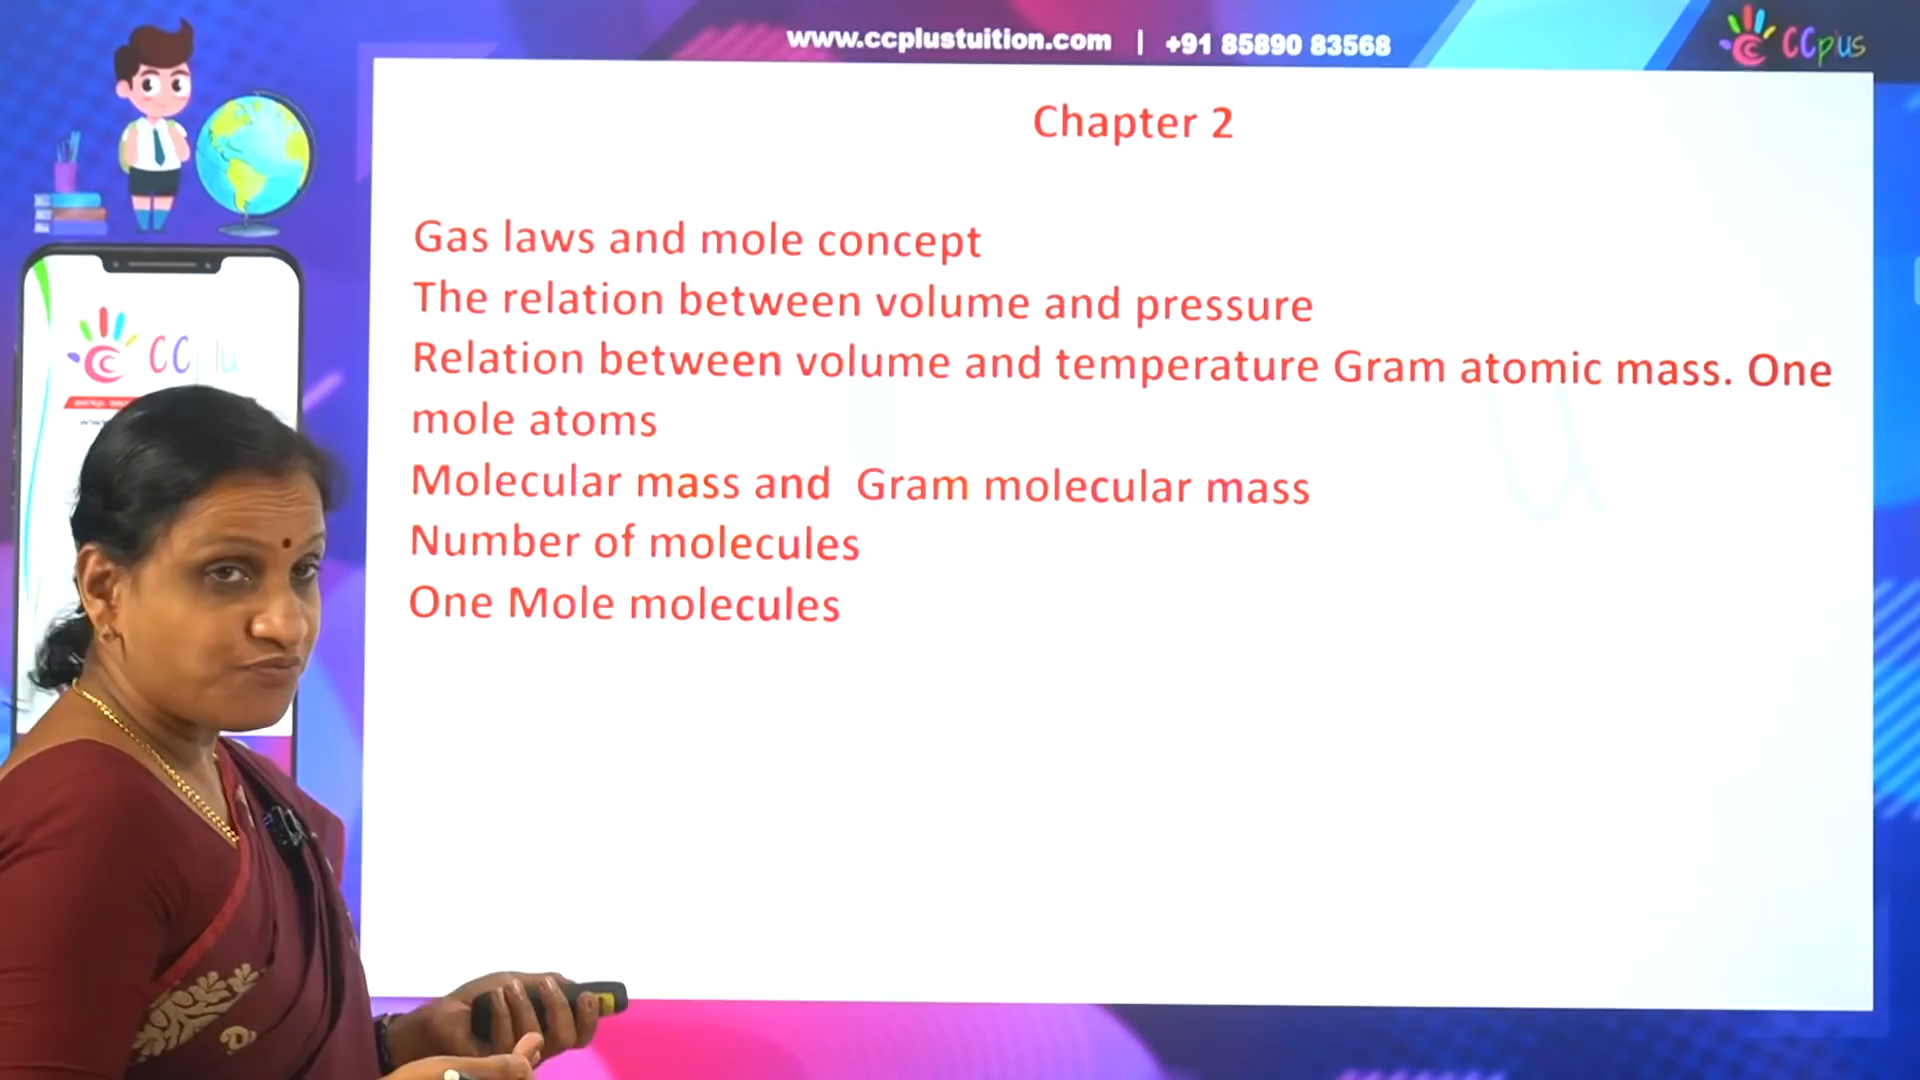 www.ccplustuition.com | +91 85890 83568
CCplus
Chapter 2
Gas laws and mole concept
The relation between volume and pressure
Relation between volume and temperature Gram atomic mass. One
mole atoms
Molecular mass and Gram molecular mass
Number of molecules
One Mole molecules